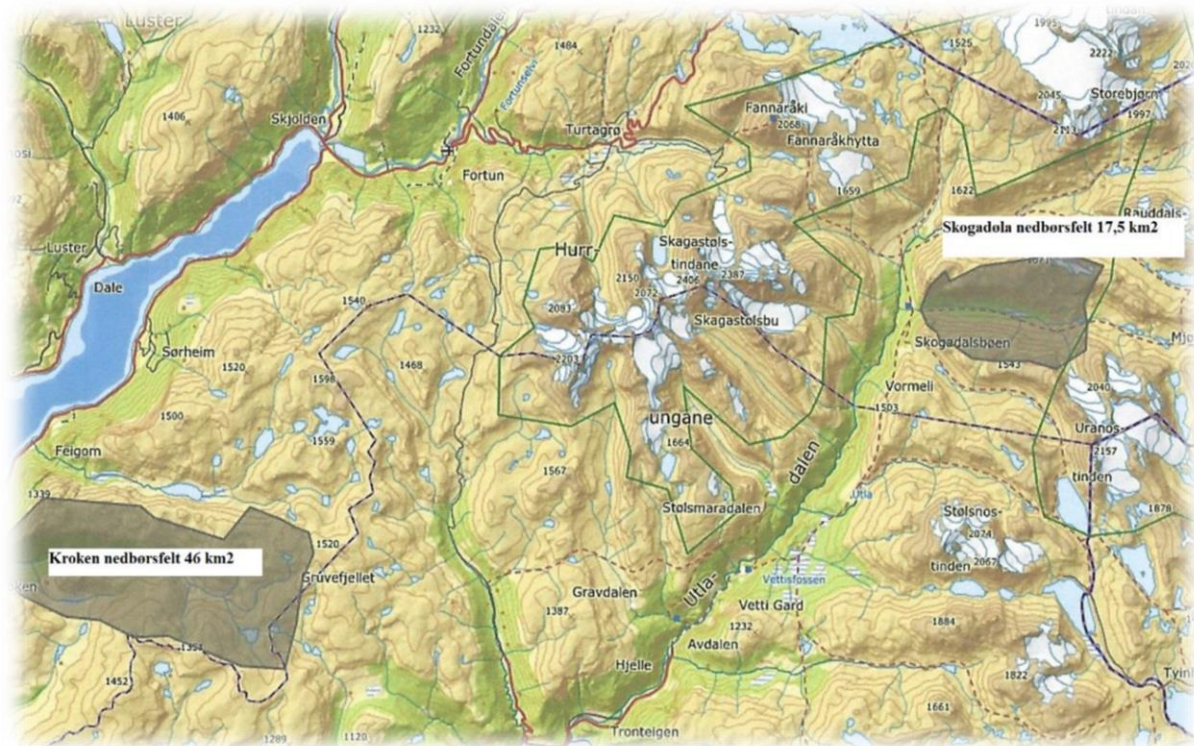 Luster
1232
Fortundalen
1484
Fortunselvi
1995
tindan
1525
2222
2045
Storebjørn
1997
2113
1406
Skjolden
Turtagrø
Fannaråki
2068
Fannaråkhytta
Fortun
1659
1622
Rauddals-
Skogadøla nedbørsfelt 17,5 km2
Luster
Hurr-
Skagastøls-
tindane
2150
2406
2387
2072
Dale
1540
2083
Skagastølsbu
Skogadalsbøen
Sørheim
1520
1468
2203
1543
1598
Vormeli
2040
1503
1500
1559
ungane
1664
Uranos-
2157
tinden
Feigom
1567
dalen
1339
Utla
Stølsmaradalen
Stølsnos-
1878
2074
tinden
2067
1520
Kroken nedbørsfelt 46 km2
Gruvefjellet
Vettisfossen
Gravdalen
Utla-
Vetti Gard
1387
1232
1884
Avdalen
Hjelle
1452
1822
1661
Tronteigen
1289
1120